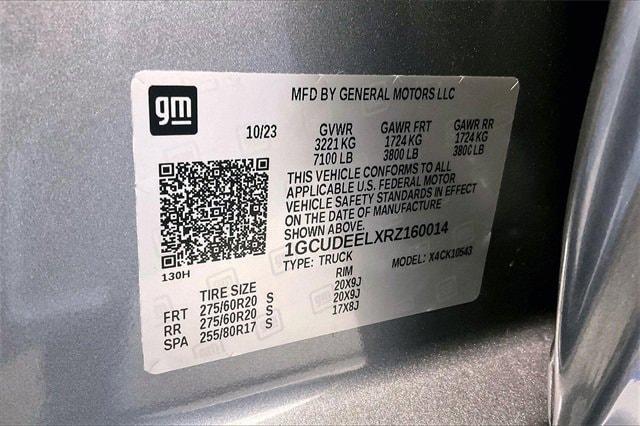 gm
MFD BY GENERAL MOTORS LLC
10/23 GVWR GAWR FRT GAWR RR
3221 KG 1724 KG 1724 KG
7100 LB 3800 LB 3800 LB
THIS VEHICLE CONFORMS TO ALL
APPLICABLE U.S. FEDERAL MOTOR
VEHICLE SAFETY STANDARDS IN EFFECT
ON THE DATE OF MANUFACTURE
SHOWN ABOVE.
1GCUDEELXRZ160014
130H
TYPE: TRUCK MODEL: X4CK10543
TIRE SIZE RIM
FRT 275/60R20 S 20X9J
RR 275/60R20 S 20X9J
SPA 255/80R17 S 17X8J